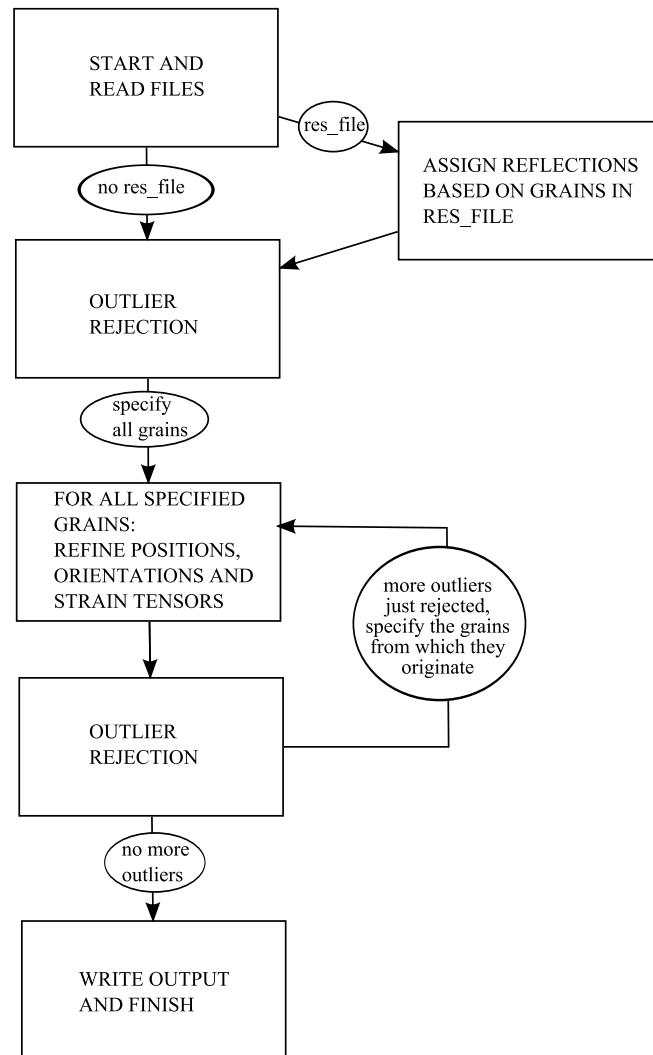 START AND
READ FILES
res_file
no res_file
ASSIGN REFLECTIONS
BASED ON GRAINS IN
RES_FILE
OUTLIER
REJECTION
specify
all grains
FOR ALL SPECIFIED
GRAINS:
REFINE POSITIONS,
ORIENTATIONS AND
STRAIN TENSORS
more outliers
just rejected,
specify the grains
from which they
originate
OUTLIER
REJECTION
no more
outliers
WRITE OUTPUT
AND FINISH